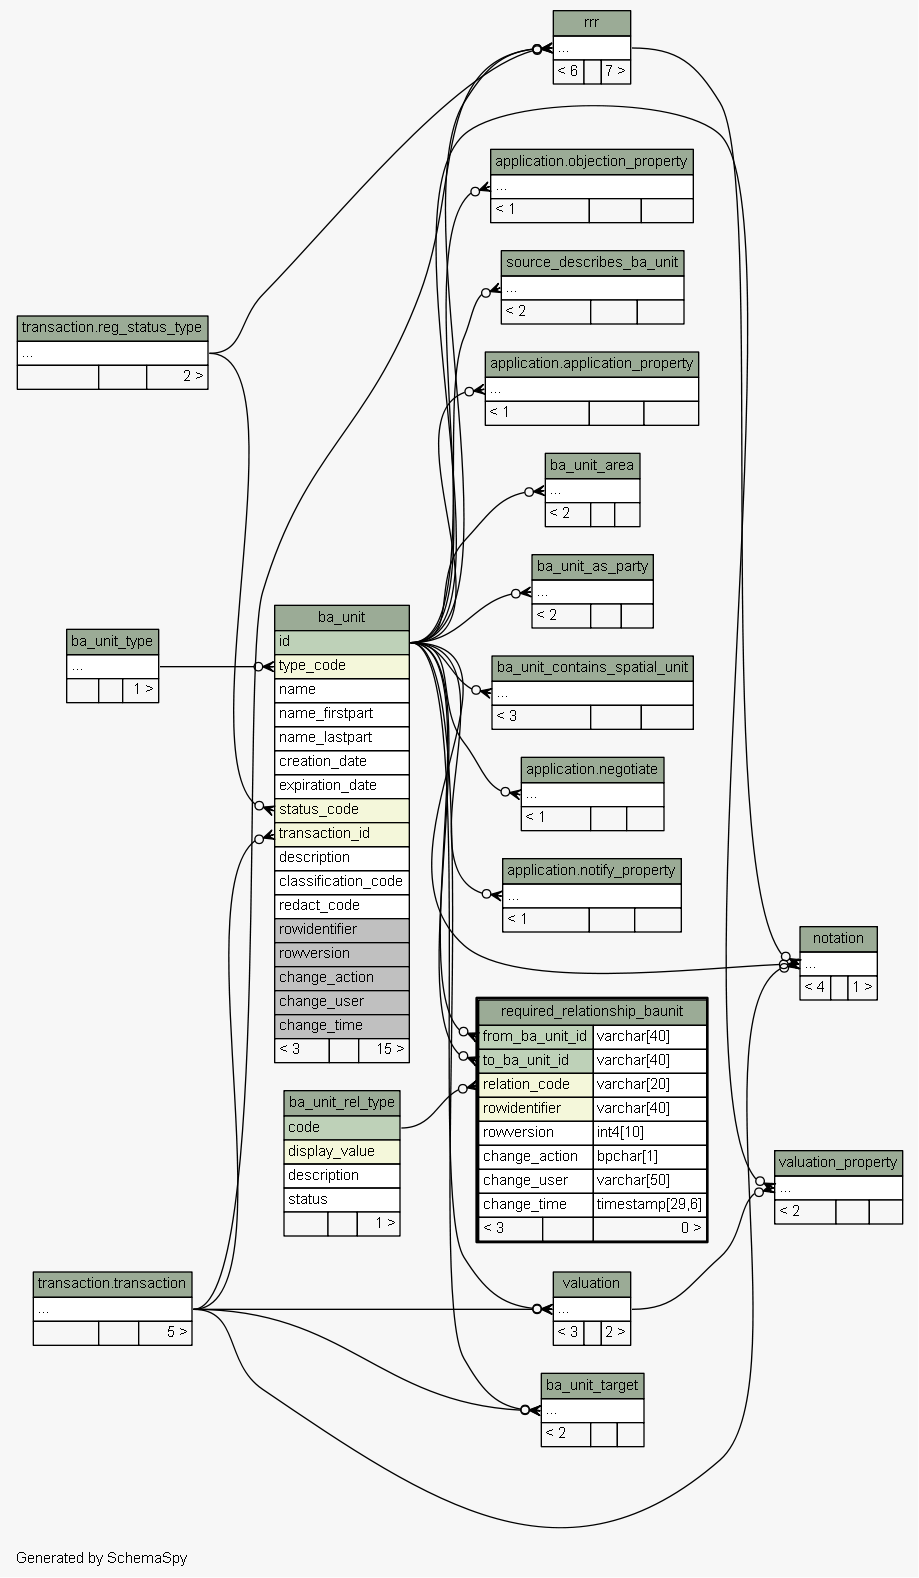 rrr
...
< 6 7 >
application.objection_property
...
< 1
source_describes_ba_unit
...
< 2
transaction.reg_status_type
...
2 >
application.application_property
...
< 1
ba_unit_area
...
< 2
ba_unit_as_party
...
< 2
ba_unit_type
...
1 >
ba_unit
id
type_code
name
name_firstpart
name_lastpart
creation_date
expiration_date
status_code
transaction_id
description
classification_code
redact_code
rowidentifier
rowversion
change_action
change_user
change_time
< 3 15 >
ba_unit_contains_spatial_unit
...
< 3
application.negotiate
...
< 1
application.notify_property
...
< 1
notation
...
< 4 1 >
required_relationship_baunit
from_ba_unit_id varchar[40]
to_ba_unit_id varchar[40]
relation_code varchar[20]
rowidentifier varchar[40]
rowversion int4[10]
change_action bpchar[1]
change_user varchar[50]
change_time timestamp[29,6]
< 3 0 >
ba_unit_rel_type
code
display_value
description
status
1 >
valuation_property
...
< 2
transaction.transaction
...
5 >
valuation
...
< 3 2 >
ba_unit_target
...
< 2
Generated by SchemaSpy